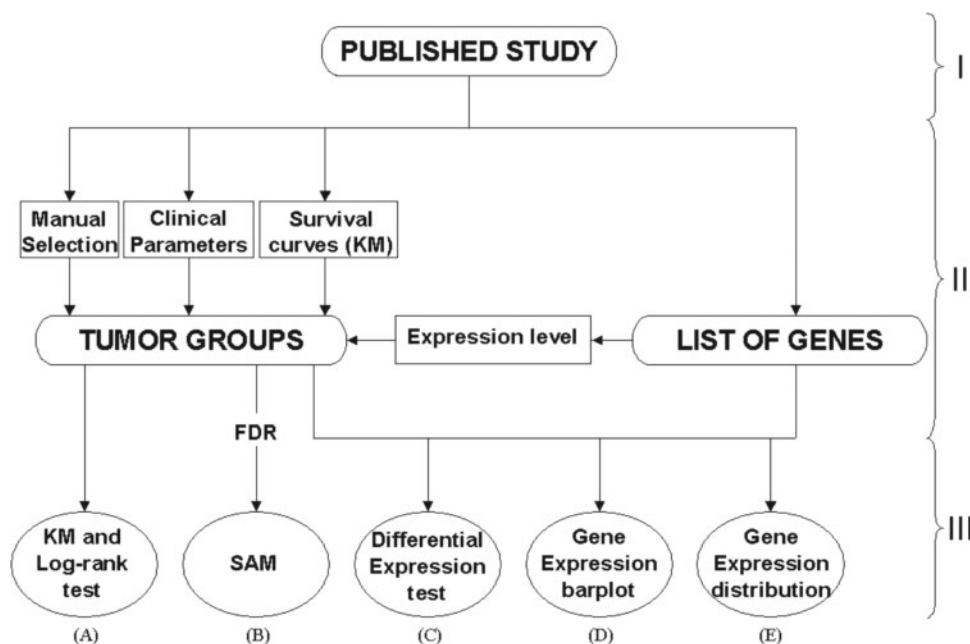 PUBLISHED STUDY
I
Manual
Selection
Clinical
Parameters
Survival
curves (KM)
II
TUMOR GROUPS
Expression level
LIST OF GENES
FDR
KM and
Log-rank
test
SAM
Differential
Expression
test
Gene
Expression
barplot
Gene
Expression
distribution
III
(A)
(B)
(C)
(D)
(E)